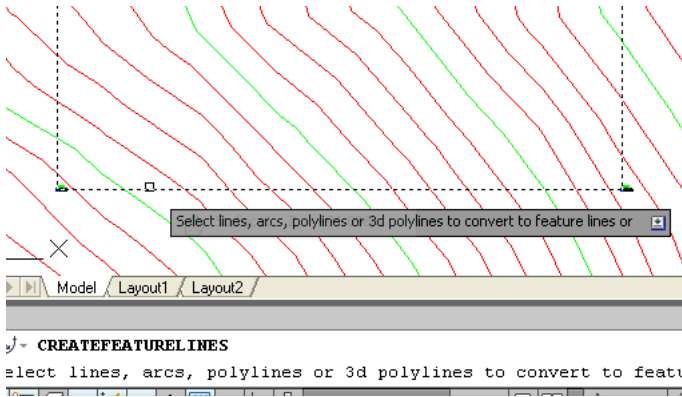 Select lines, arcs, polylines or 3d polylines to convert to feature lines or
Model Layout1 Layout2
CREATEFEATURELINES
elect lines, arcs, polylines or 3d polylines to convert to featu